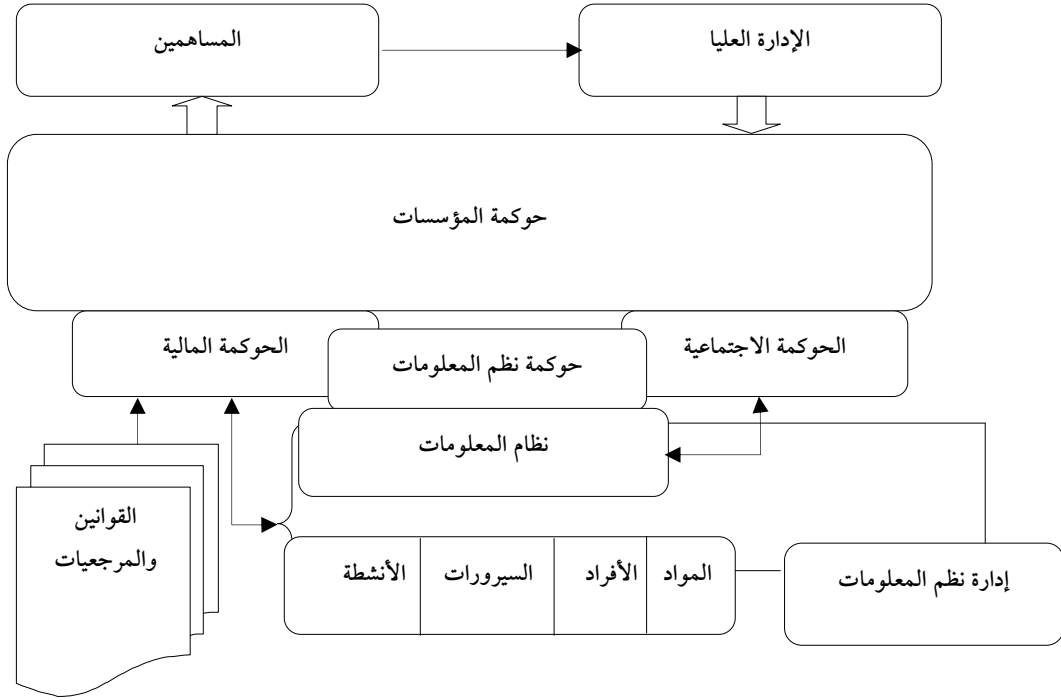 الإدارة العليا
المساهمين
حوكمة المؤسسات
الحوكمة الاجتماعية
حوكمة نظم المعلومات
الحوكمة المالية
نظام المعلومات
القوانين
والمرجعيات
المواد
الأفراد
السيرورات
الأنشطة
إدارة نظم المعلومات